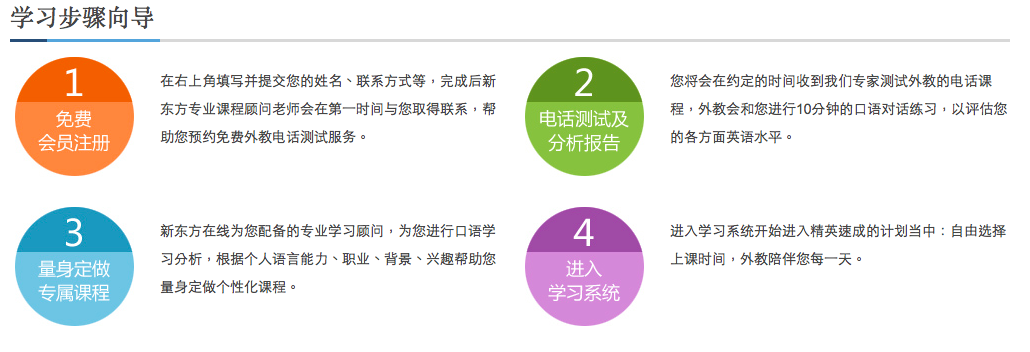 学习步骤向导
1
免费
会员注册
在右上角填写并提交您的姓名、联系方式等，完成后新
东方专业课程顾问老师会在第一时间与您取得联系，帮
助您预约免费外教电话测试服务。
2
电话测试及
分析报告
您将会在约定的时间收到我们专家测试外教的电话课
程，外教会和您进行10分钟的口语对话练习，以评估您
的各方面英语水平。
3
量身定做
专属课程
新东方在线为您配备的专业学习顾问，为您进行口语学
习分析，根据个人语言能力、职业、背景、兴趣帮助您
量身定做个性化课程。
4
进入
学习系统
进入学习系统开始进入精英速成的计划当中：自由选择
上课时间，外教陪伴您每一天。